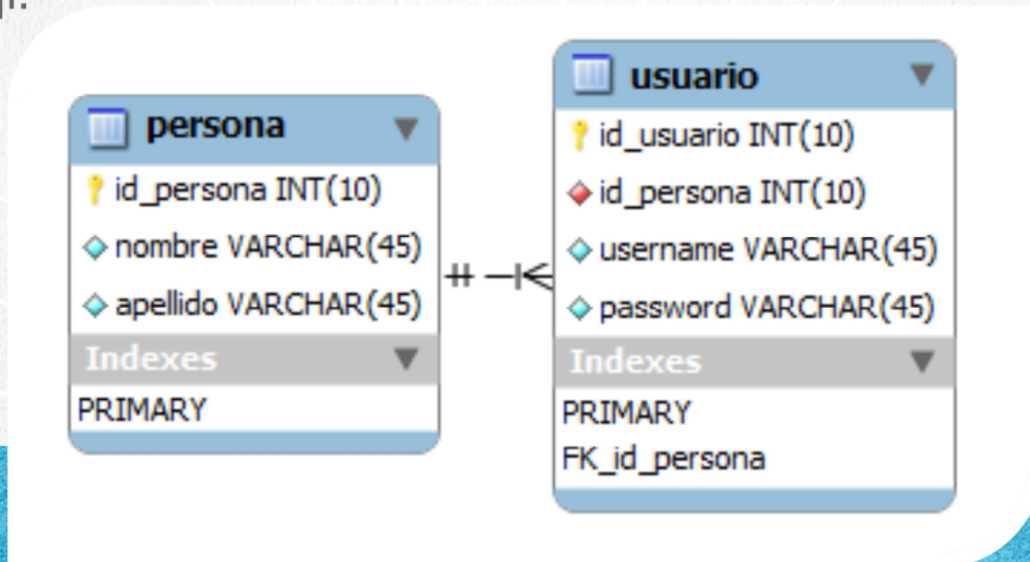 persona
id_persona INT(10)
nombre VARCHAR(45)
apellido VARCHAR(45)
Indexes
PRIMARY
usuario
id_usuario INT(10)
id_persona INT(10)
username VARCHAR(45)
password VARCHAR(45)
Indexes
PRIMARY
FK_id_persona